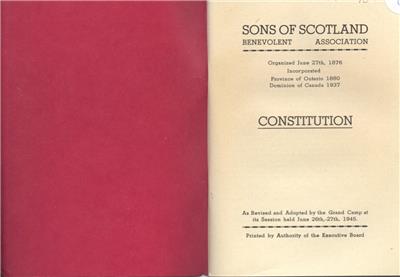 SONS OF SCOTLAND
BENEVOLENT ASSOCIATION
Organized June 27th, 1876
Incorporated
Province of Ontario 1880
Dominion of Canada 1937
CONSTITUTION
As Revised and Adopted by the Grand Camp at
its Session held June 26th,-27th, 1945.
Printed by Authority of the Executive Board